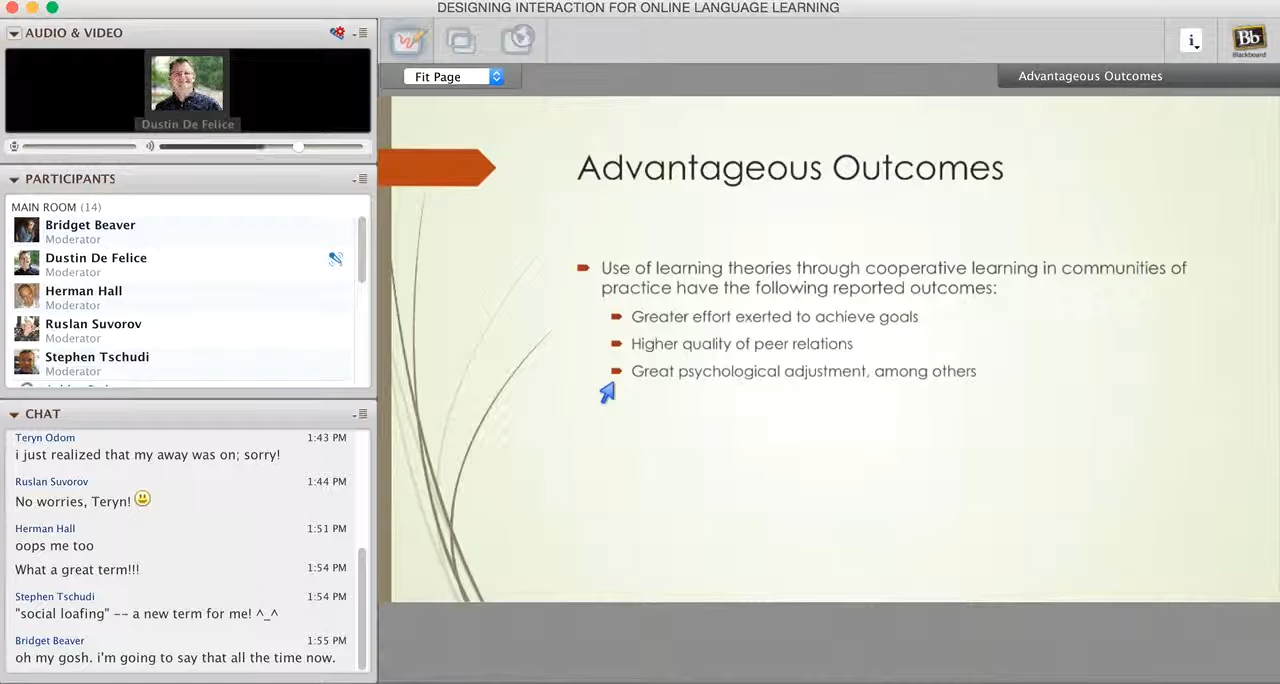 DESIGNING INTERACTION FOR ONLINE LANGUAGE LEARNING
AUDIO & VIDEO
Dustin De Felice
PARTICIPANTS
MAIN ROOM (14)
Bridget Beaver
Moderator
Dustin De Felice
Moderator
Herman Hall
Moderator
Ruslan Suvorov
Moderator
Stephen Tschudi
Moderator
CHAT
Teryn Odom 1:43 PM
i just realized that my away was on; sorry!
Ruslan Suvorov 1:44 PM
No worries, Teryn!
Herman Hall 1:51 PM
oops me too
What a great term!!! 1:54 PM
Stephen Tschudi 1:54 PM
"social loafing" -- a new term for me! ^_^
Bridget Beaver 1:55 PM
oh my gosh. i'm going to say that all the time now.
Fit Page
i
Bb
Blackboard
Advantageous Outcomes
Advantageous Outcomes
Use of learning theories through cooperative learning in communities of
practice have the following reported outcomes:
Greater effort exerted to achieve goals
Higher quality of peer relations
Great psychological adjustment, among others